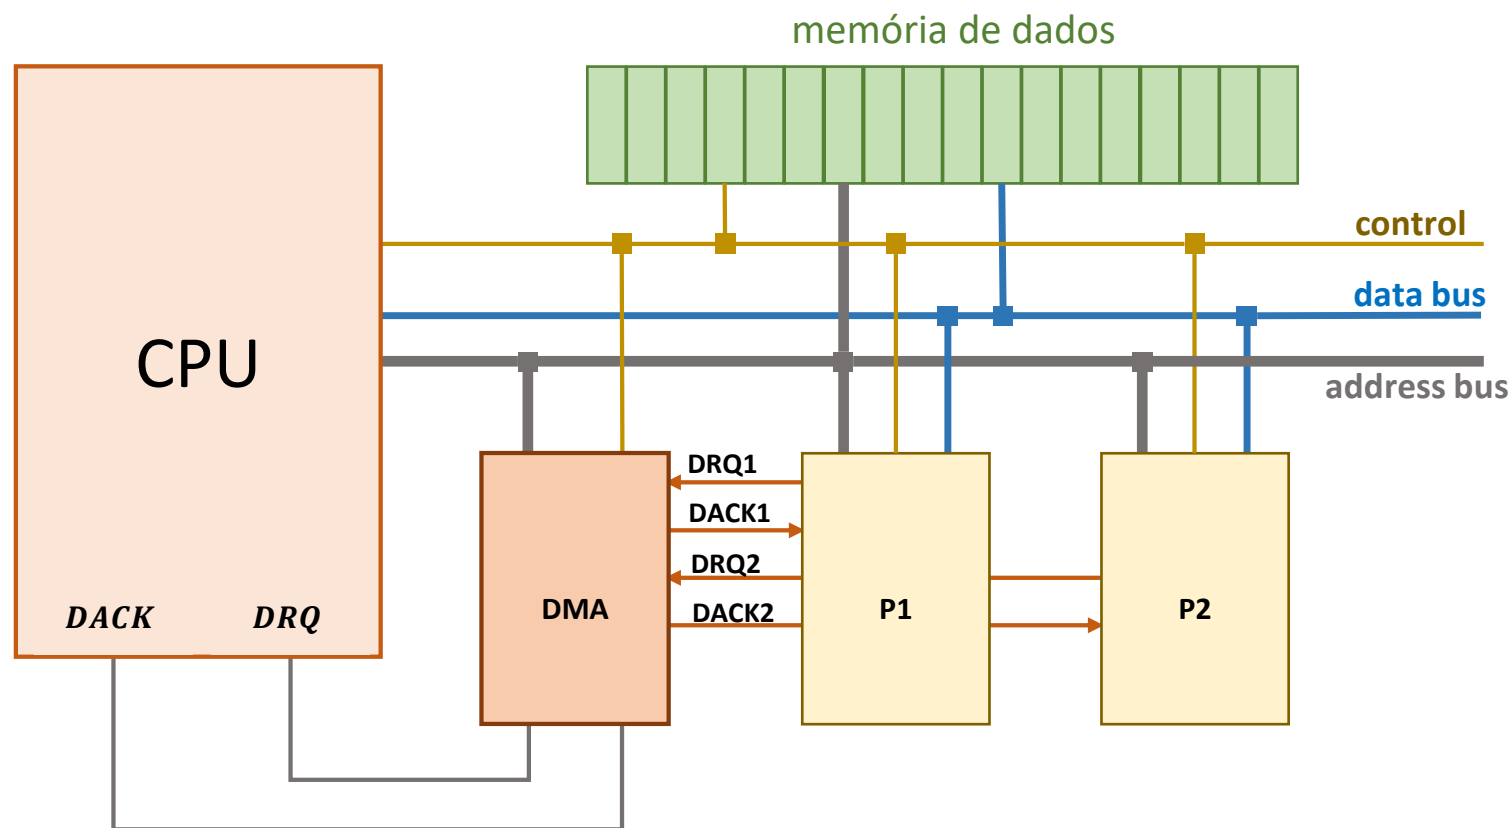 memória de dados
control
data bus
CPU
address bus
DRQ1
DACK1
DRQ2
DACK2
DACK
DRQ
DMA
P1
P2